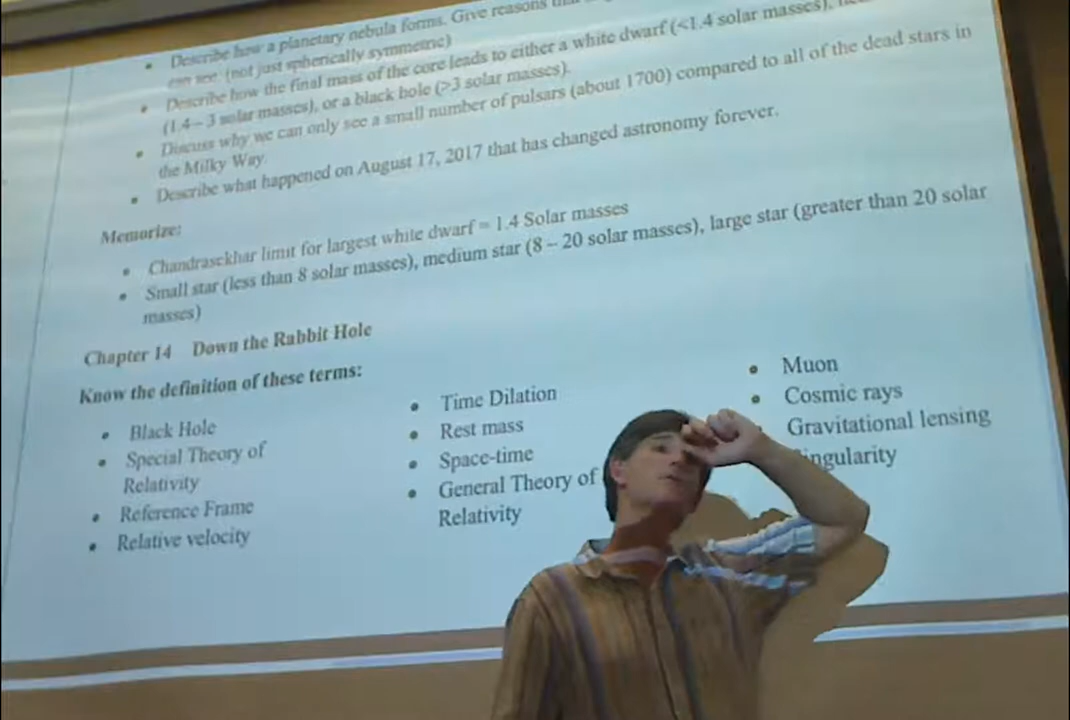 Describe how a planetary nebula forms. Give reasons
can see. (not just spherically symmetric)
• Describe how the final mass of the core leads to either a white dwarf (<1.4 solar masses),
(1.4 – 3 solar masses), or a black hole (>3 solar masses).
• Discuss why we can only see a small number of pulsars (about 1700) compared to all of the dead stars in
the Milky Way.
• Describe what happened on August 17, 2017 that has changed astronomy forever.
Memorize:
• Chandrasekhar limit for largest white dwarf = 1.4 Solar masses
• Small star (less than 8 solar masses), medium star (8 – 20 solar masses), large star (greater than 20 solar
masses)
Chapter 14 Down the Rabbit Hole
Know the definition of these terms:
• Black Hole
• Special Theory of
Relativity
• Reference Frame
• Relative velocity
• Time Dilation
• Rest mass
• Space-time
• General Theory of
Relativity
• Muon
• Cosmic rays
Gravitational lensing
ingularity